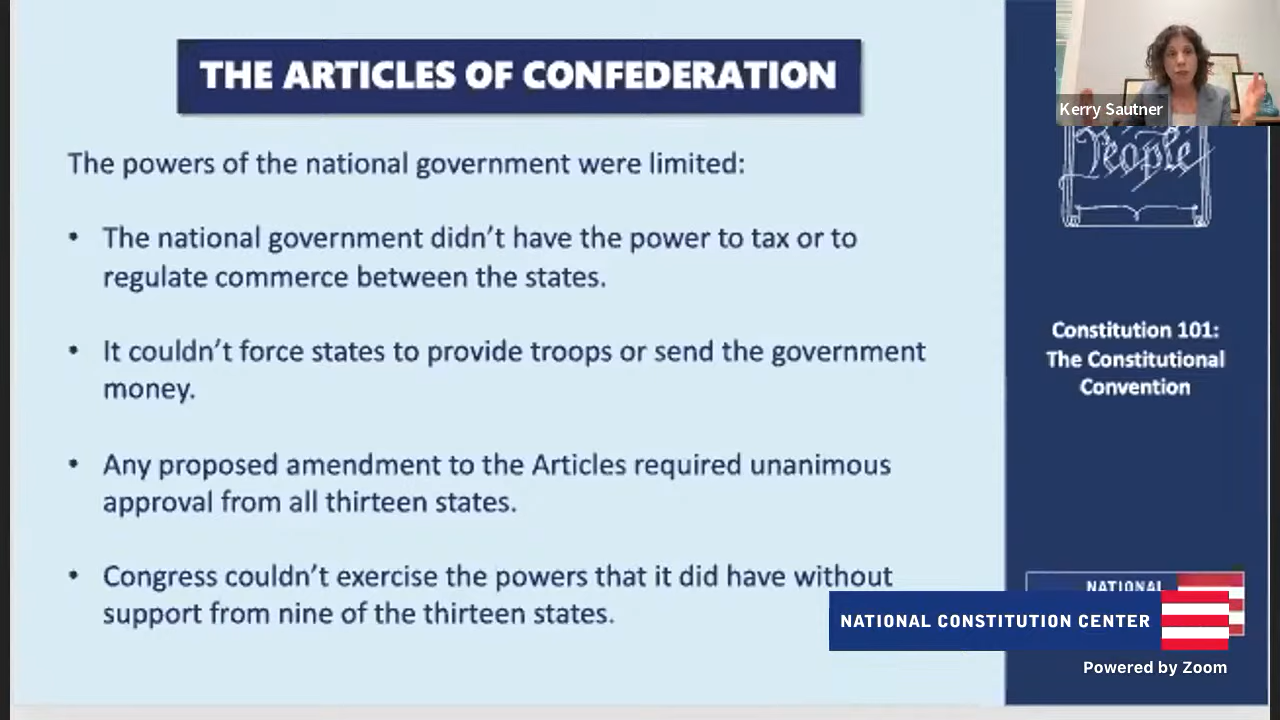 THE ARTICLES OF CONFEDERATION
The powers of the national government were limited:
• The national government didn't have the power to tax or to
regulate commerce between the states.
• It couldn't force states to provide troops or send the government
money.
• Any proposed amendment to the Articles required unanimous
approval from all thirteen states.
• Congress couldn't exercise the powers that it did have without
support from nine of the thirteen states.
Kerry Sautner
People
Constitution 101:
The Constitutional
Convention
NATIONAL
NATIONAL CONSTITUTION CENTER
Powered by Zoom